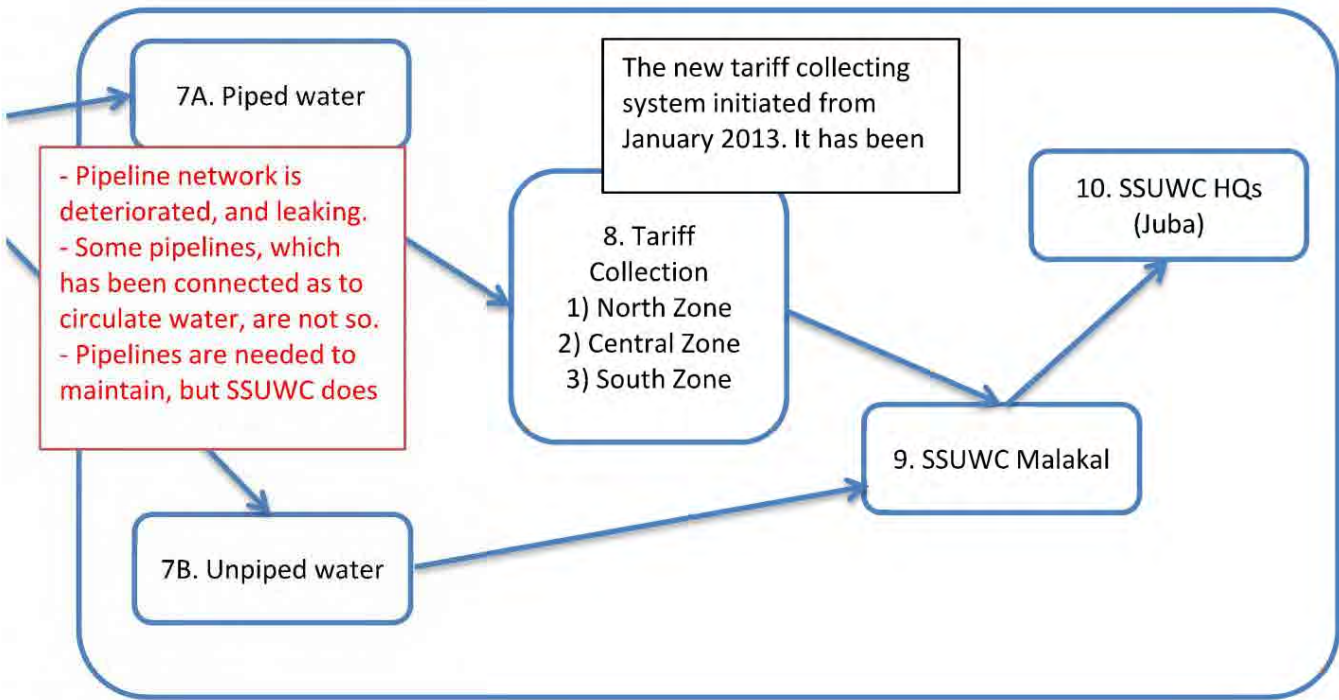 7A. Piped water
- Pipeline network is
deteriorated, and leaking.
- Some pipelines, which
has been connected as to
circulate water, are not so.
- Pipelines are needed to
maintain, but SSUWC does
7B. Unpiped water
The new tariff collecting
system initiated from
January 2013. It has been
8. Tariff
Collection
1) North Zone
2) Central Zone
3) South Zone
9. SSUWC Malakal
10. SSUWC HQs
(Juba)